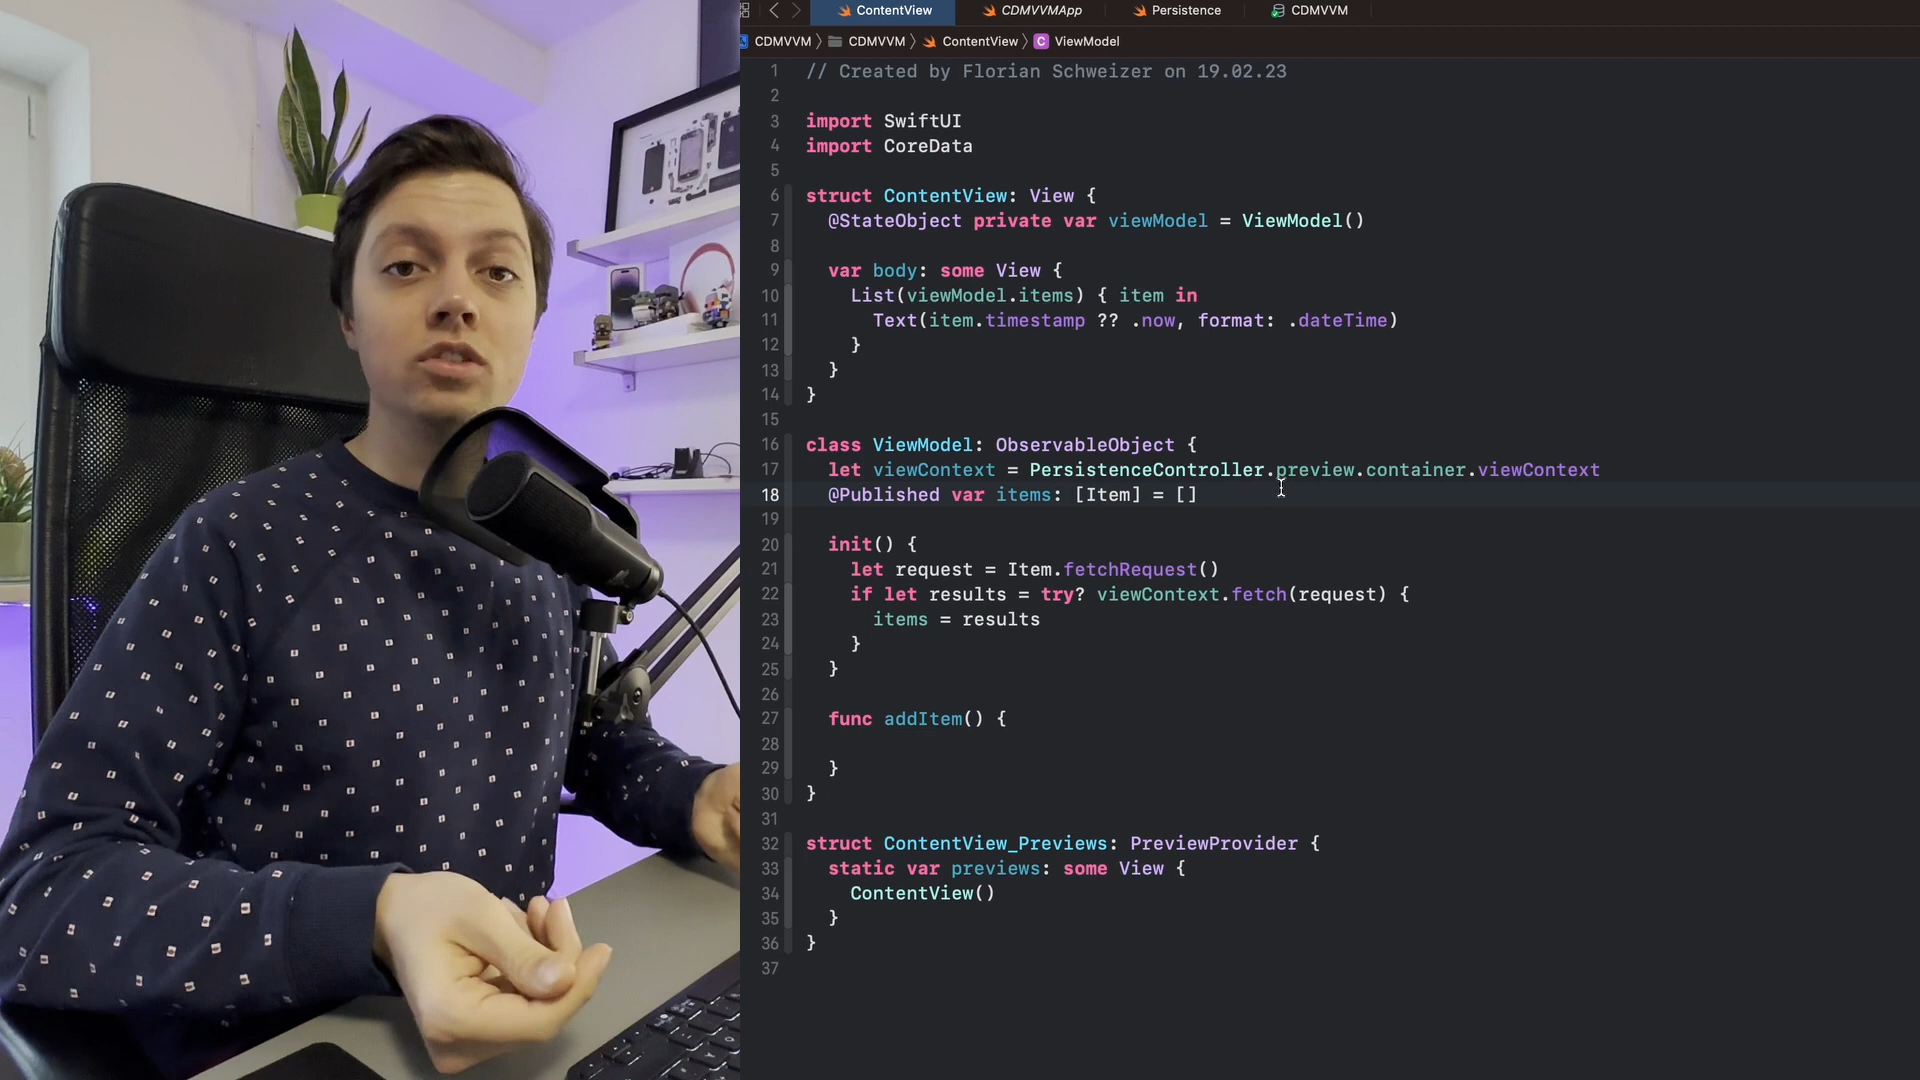 ContentView CDMVVMApp Persistence CDMVVM
CDMVVM CDMVVM ContentView C ViewModel
1 // Created by Florian Schweizer on 19.02.23
2
3 import SwiftUI
4 import CoreData
5
6 struct ContentView: View {
7 @StateObject private var viewModel = ViewModel()
8
9 var body: some View {
10 List(viewModel.items) { item in
11 Text(item.timestamp ?? .now, format: .dateTime)
12 }
13 }
14 }
15
16 class ViewModel: ObservableObject {
17 let viewContext = PersistenceController.preview.container.viewContext
18 @Published var items: [Item] = []
19
20 init() {
21 let request = Item.fetchRequest()
22 if let results = try? viewContext.fetch(request) {
23 items = results
24 }
25 }
26
27 func addItem() {
28
29 }
30 }
31
32 struct ContentView_Previews: PreviewProvider {
33 static var previews: some View {
34 ContentView()
35 }
36 }
37